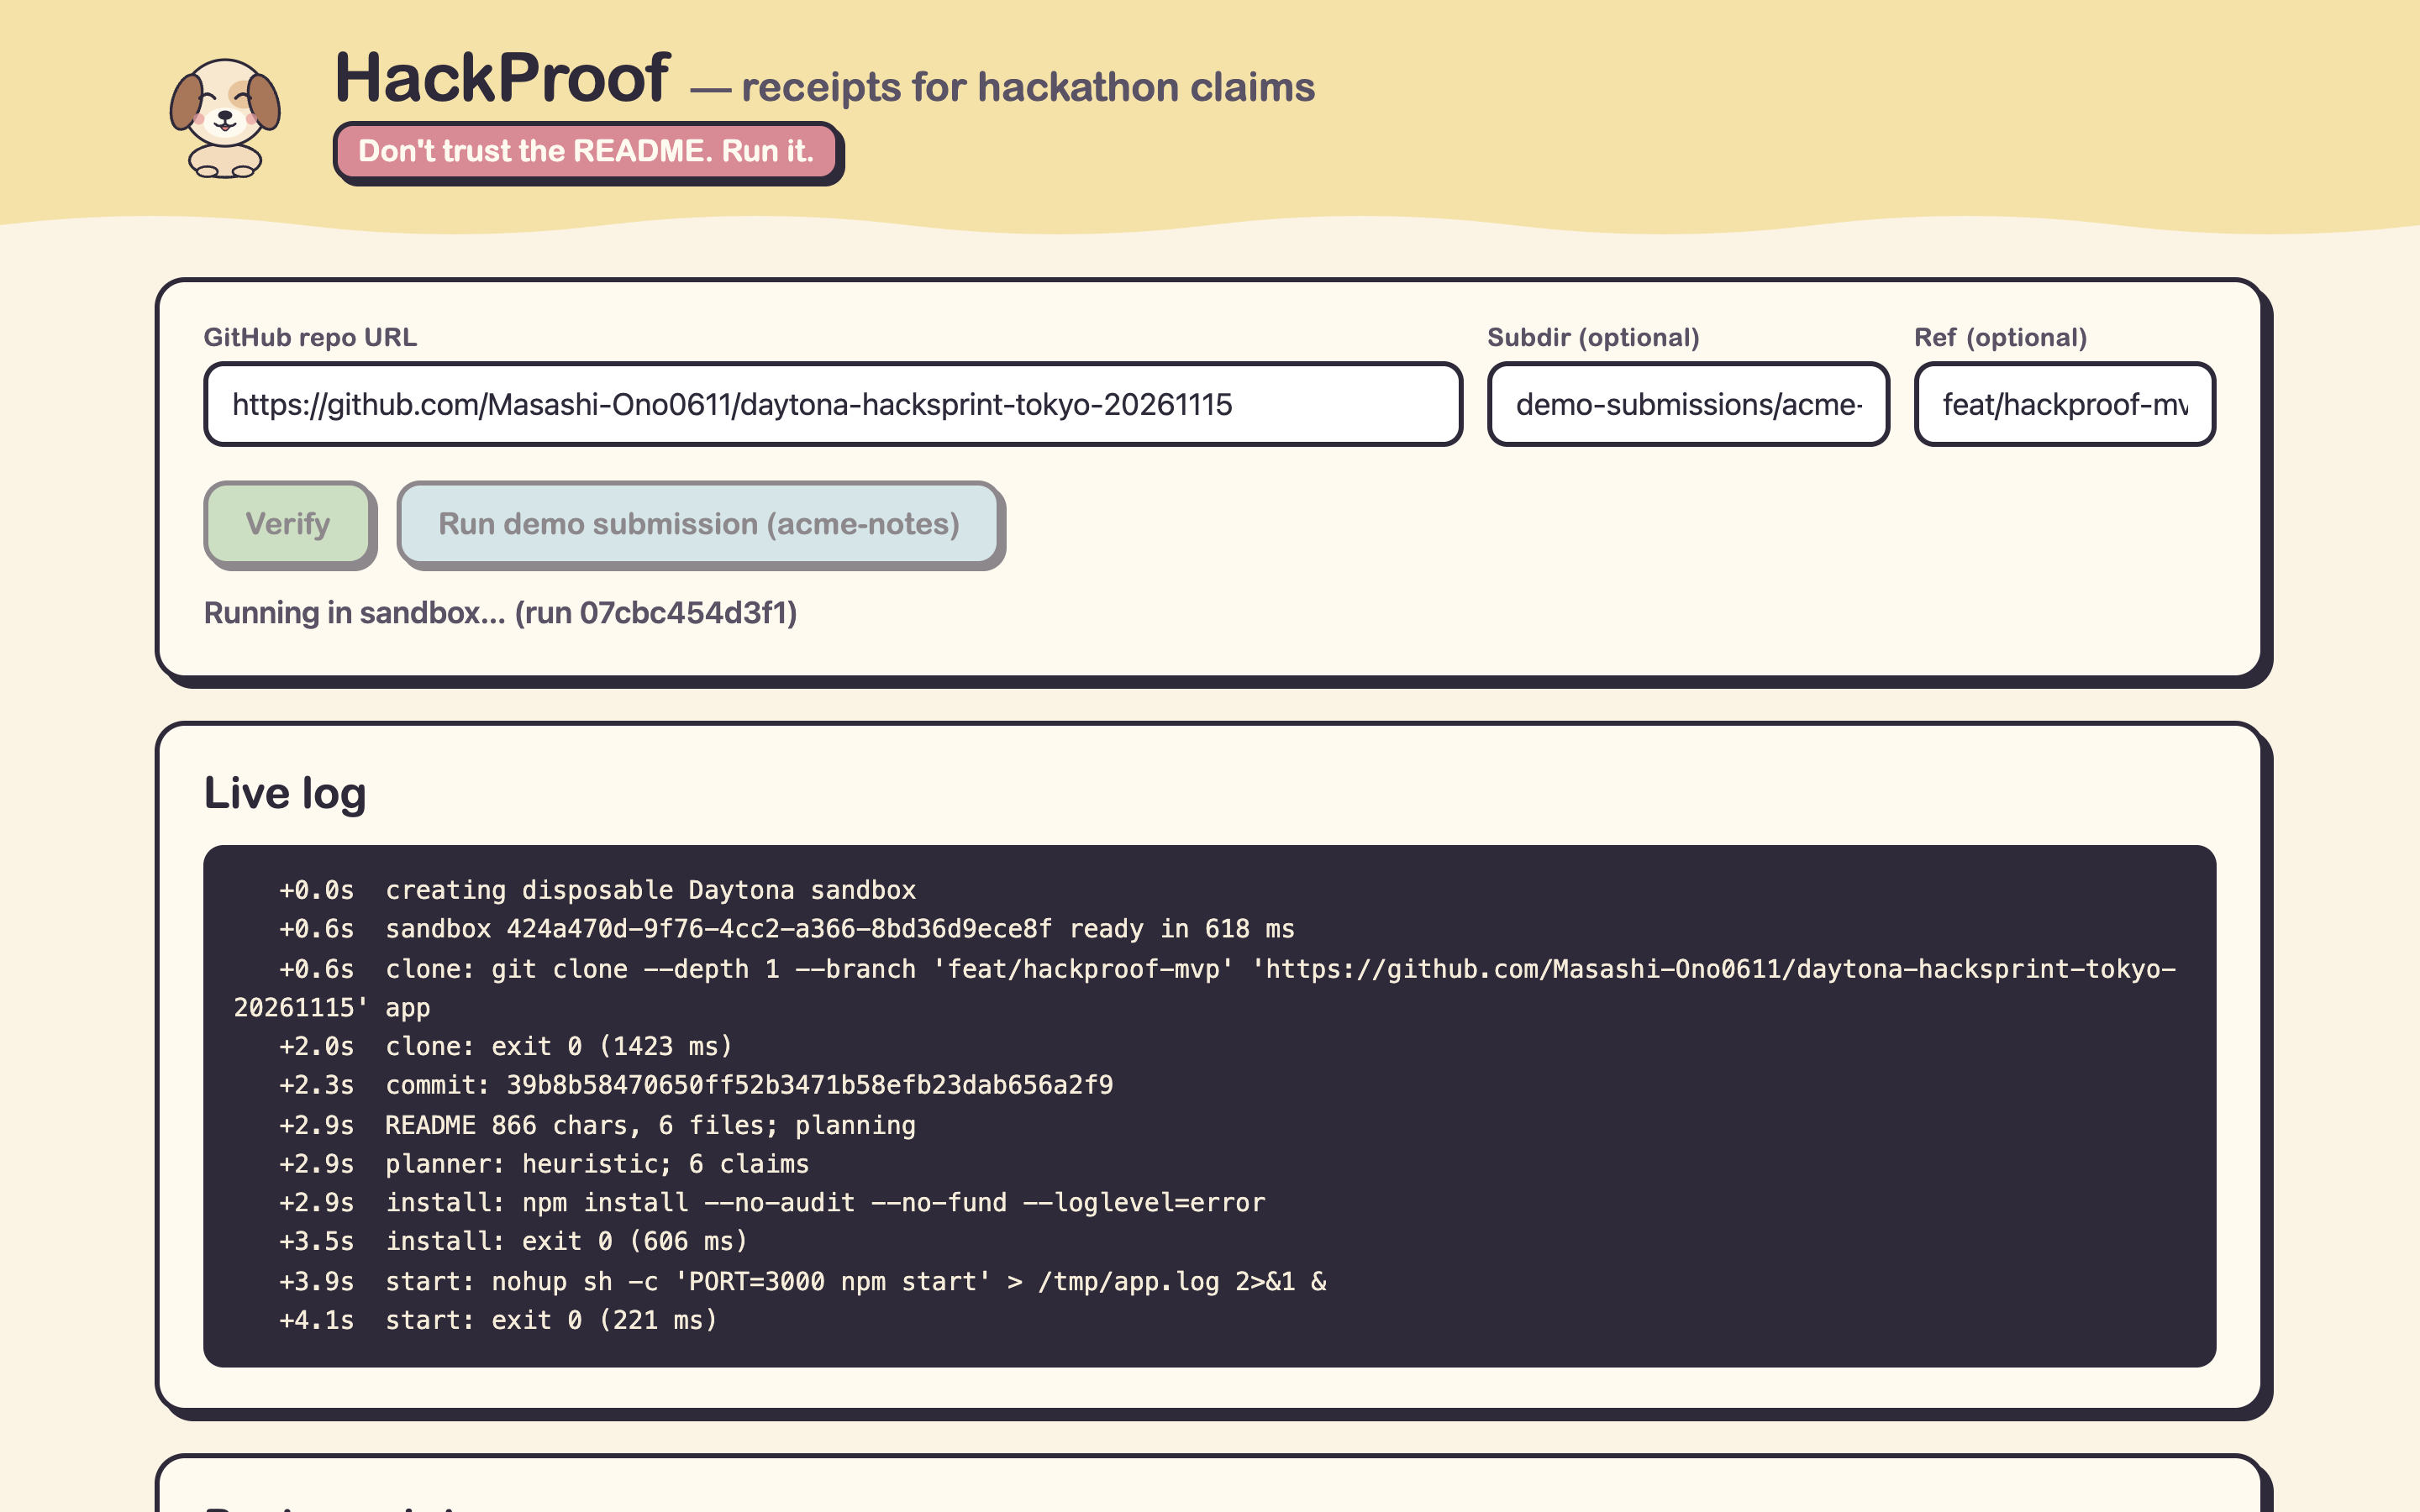 HackProof — receipts for hackathon claims
Don't trust the README. Run it.
GitHub repo URL
Subdir (optional)
Ref (optional)
https://github.com/Masashi-Ono0611/daytona-hacksprint-tokyo-20261115
demo-submissions/acme-
feat/hackproof-mv
Verify
Run demo submission (acme-notes)
Running in sandbox... (run 07cbc454d3f1)
Live log
+0.0s creating disposable Daytona sandbox
+0.6s sandbox 424a470d-9f76-4cc2-a366-8bd36d9ece8f ready in 618 ms
+0.6s clone: git clone --depth 1 --branch 'feat/hackproof-mvp' 'https://github.com/Masashi-Ono0611/daytona-hacksprint-tokyo-
20261115' app
+2.0s clone: exit 0 (1423 ms)
+2.3s commit: 39b8b58470650ff52b3471b58efb23dab656a2f9
+2.9s README 866 chars, 6 files; planning
+2.9s planner: heuristic; 6 claims
+2.9s install: npm install --no-audit --no-fund --loglevel=error
+3.5s install: exit 0 (606 ms)
+3.9s start: nohup sh -c 'PORT=3000 npm start' > /tmp/app.log 2>&1 &
+4.1s start: exit 0 (221 ms)